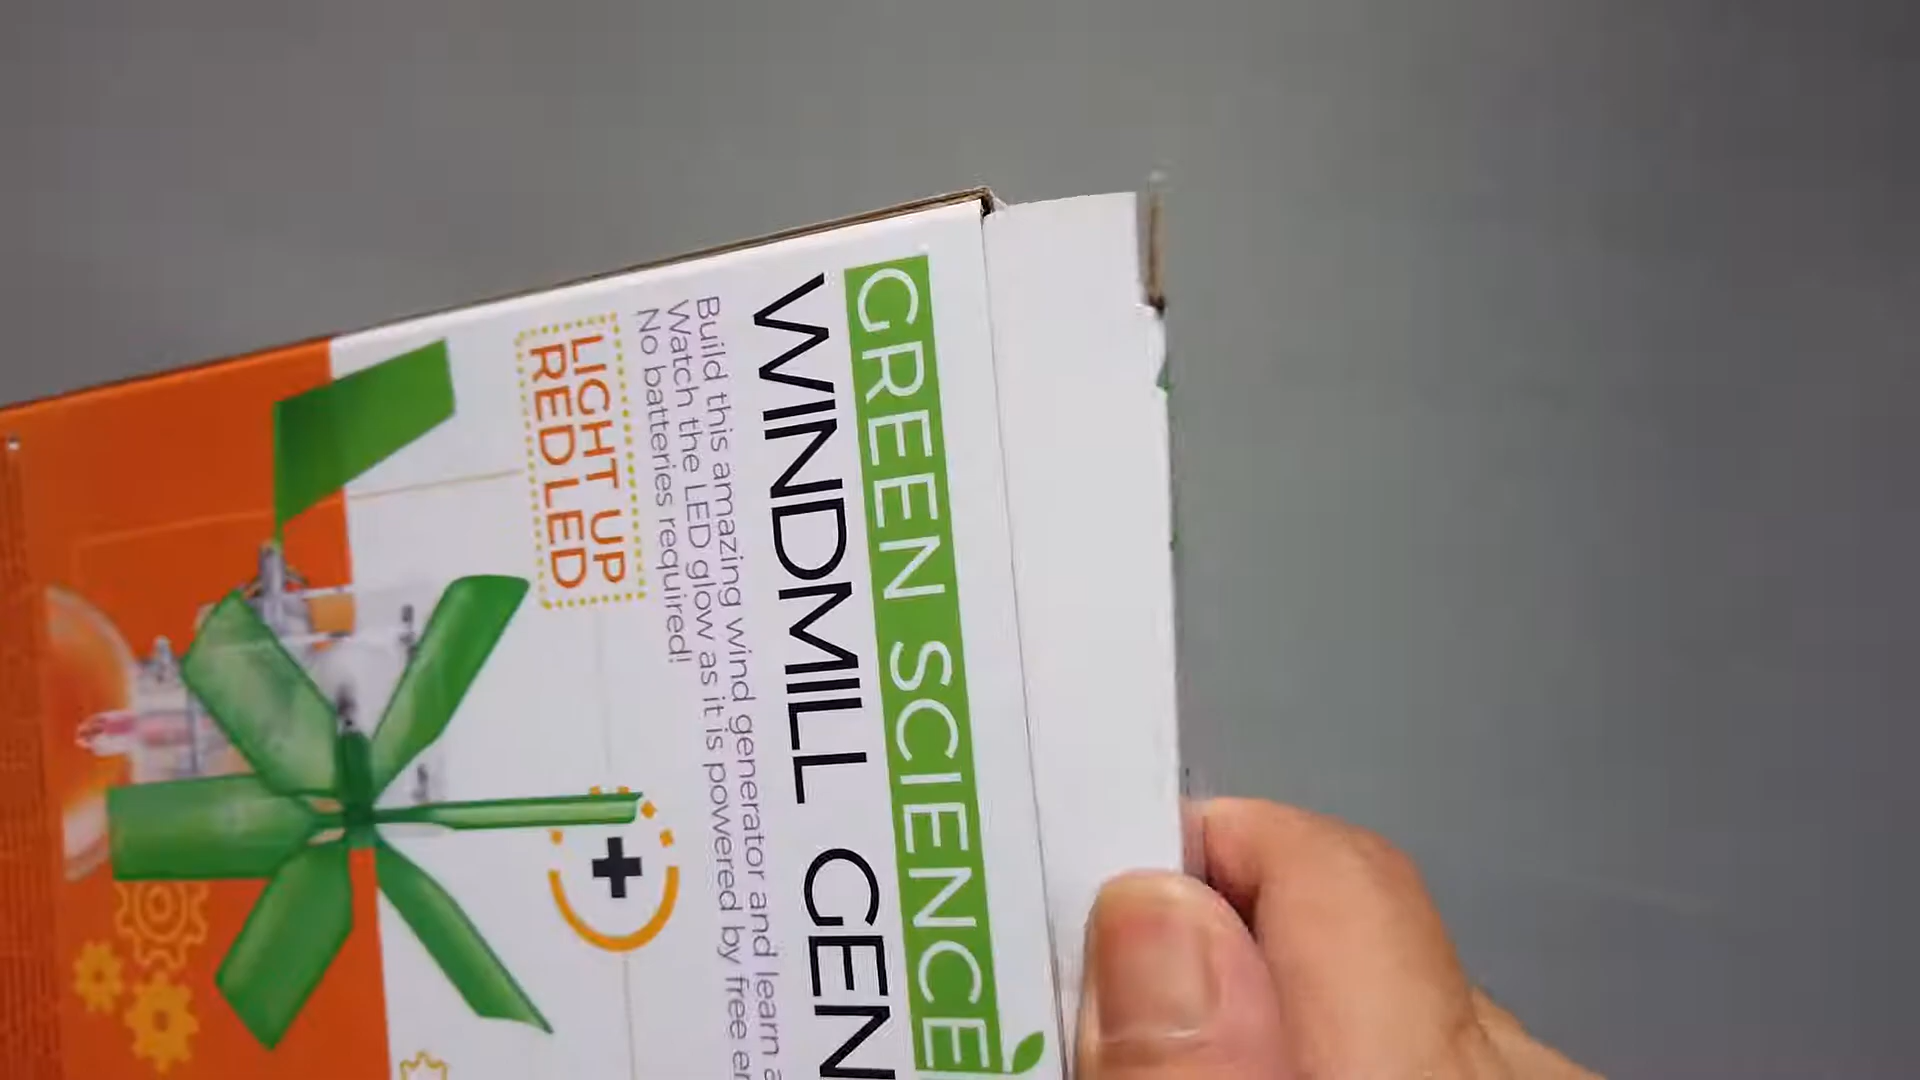 GREEN SCIENCE
WINDMILL GEN
Build this amazing wind generator and learn
Watch the LED glow as it is powered by free
No batteries required!
LIGHT UP
RED LED